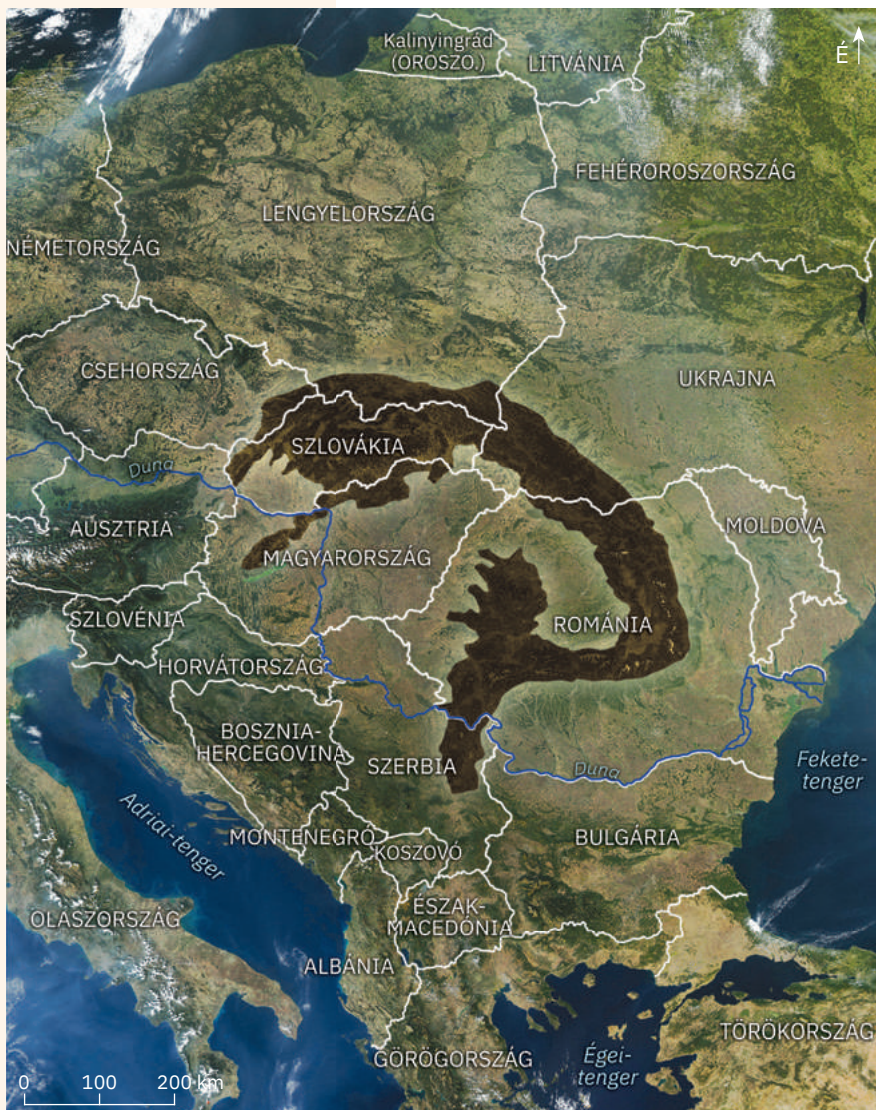 Kalinyingrád
(OROSZO.)
LITVÁNIA
É
FEHÉROROSZORSZÁG
LENGYELORSZÁG
NÉMETORSZÁG
CSEHORSZÁG
UKRAJNA
SZLOVÁKIA
Duna
AUSZTRIA
MOLDOVA
MAGYARORSZÁG
SZLOVÉNIA
ROMÁNIA
HORVÁTORSZÁG
BOSZNIA-
HERCEGOVINA
SZERBIA
Duna
Fekete-
tenger
Adriai-tenger
MONTENEGRÓ
KOSZOVÓ
BULGÁRIA
ÉSZAK-
MACEDÓNIA
OLASZORSZÁG
ALBÁNIA
TÖRÖKORSZÁG
GÖRÖGORSZÁG
Égei-
tenger
0 100 200 km